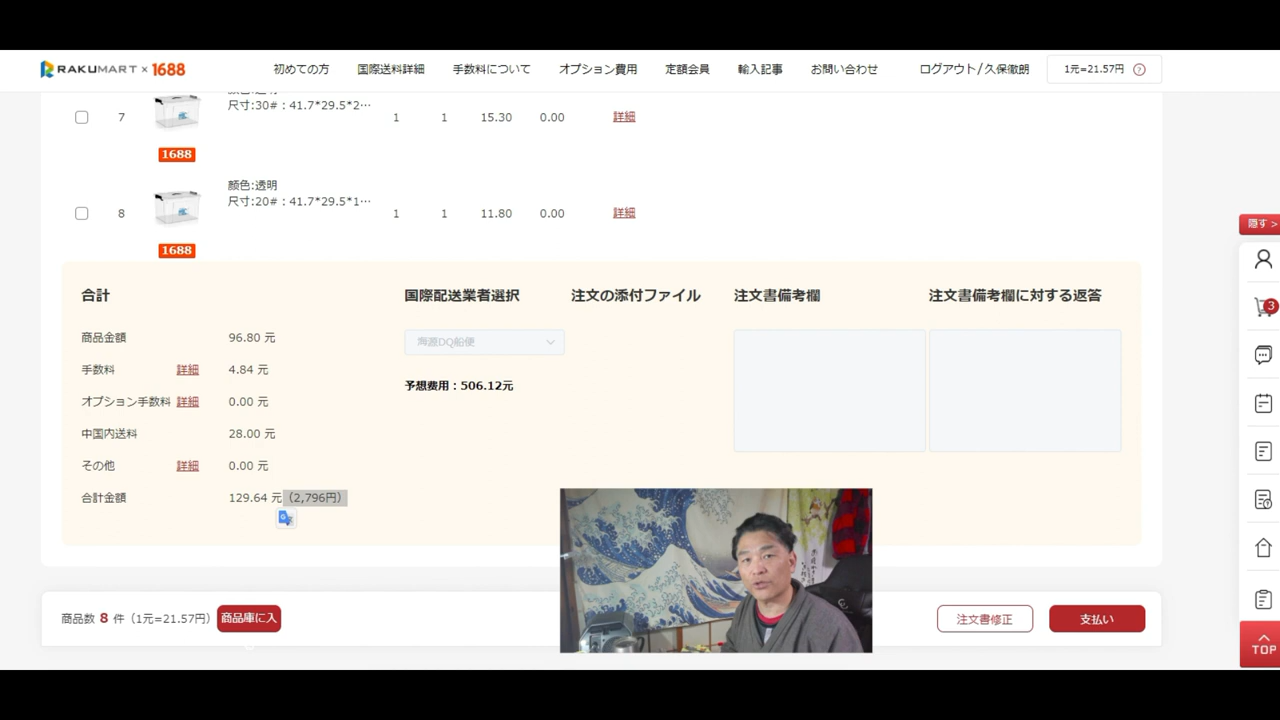 RAKUMART × 1688
初めての方
国際送料詳細
手数料について
オプション費用
定額会員
輸入記事
お問い合わせ
ログアウト/久保徹朗
1元=21.57円 ?
7
尺寸:30#：41.7*29.5*2…
1
1
15.30
0.00
詳細
1688
8
颜色:透明
尺寸:20#：41.7*29.5*1…
1
1
11.80
0.00
詳細
1688
隠す >
3
合計
国際配送業者選択
注文の添付ファイル
注文書備考欄
注文書備考欄に対する返答
商品金額
96.80 元
海源DQ船便
手数料
詳細
4.84 元
予想費用：506.12元
オプション手数料
詳細
0.00 元
中国内送料
28.00 元
その他
詳細
0.00 元
合計金額
129.64 元（2,796円）
商品数 8 件（1元=21.57円）
商品庫に入
注文書修正
支払い
TOP